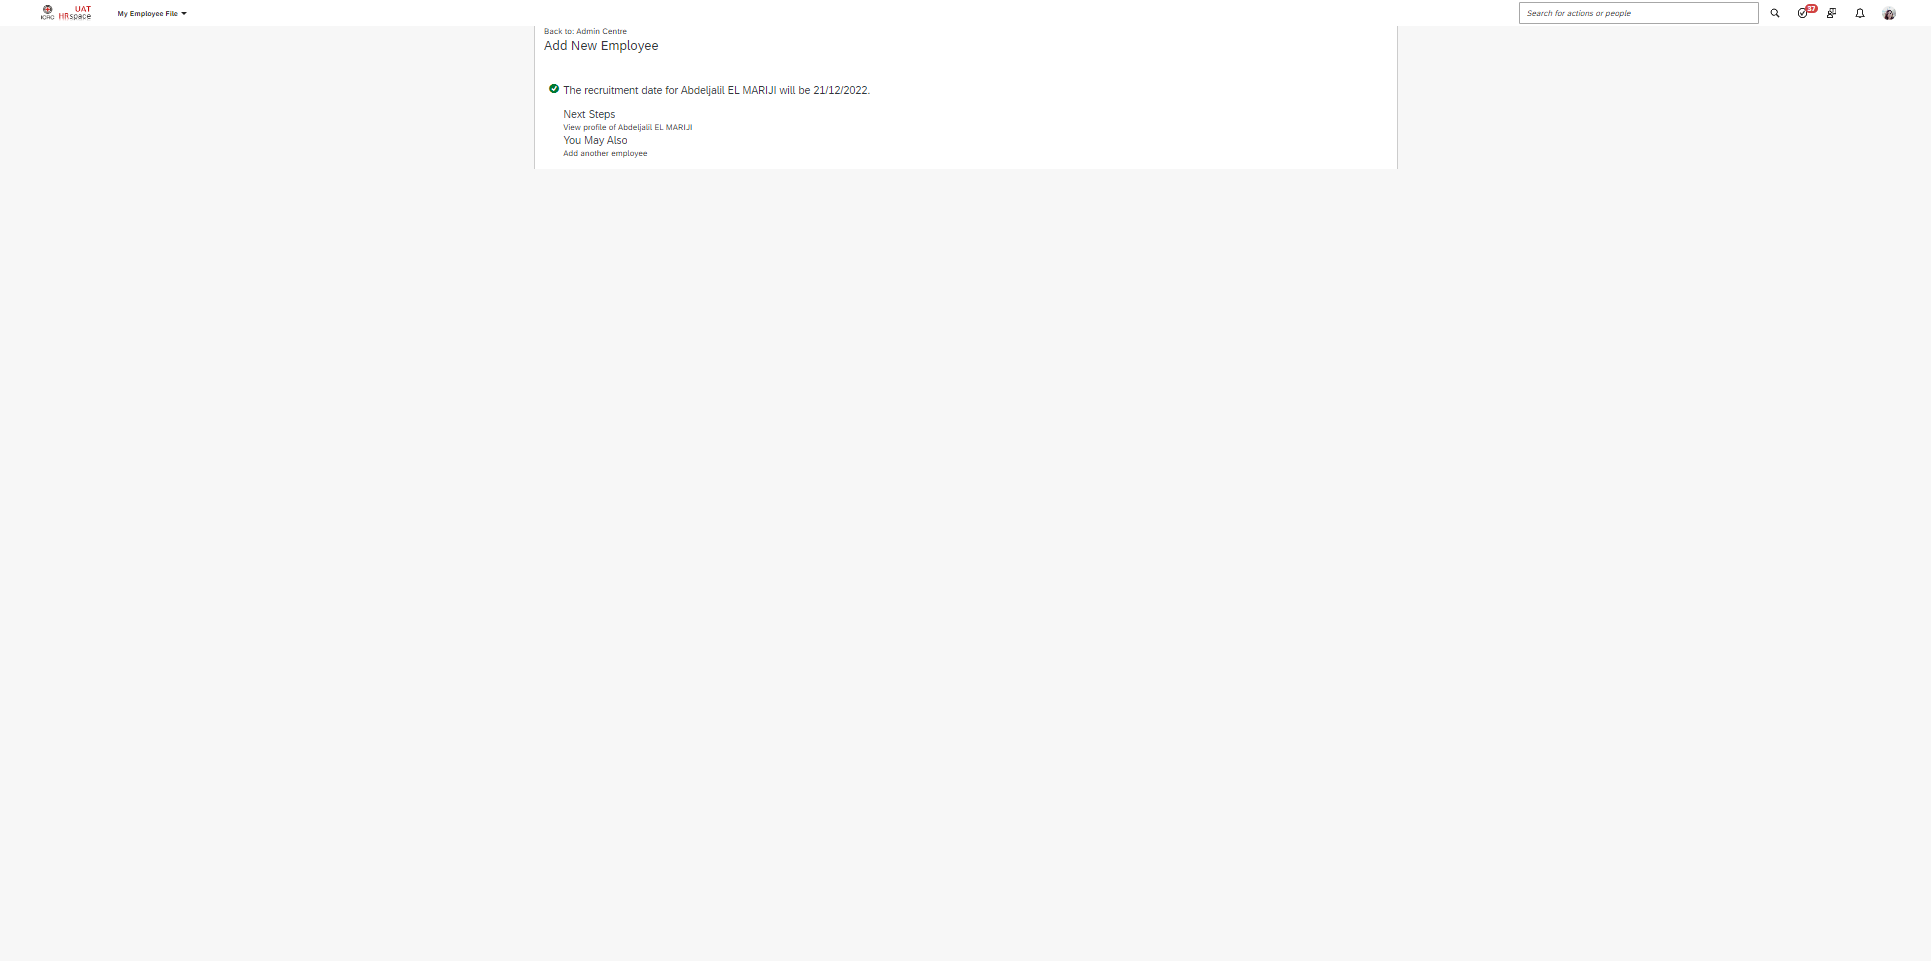 ICRC
UAT
HRspace
My Employee File
Search for actions or people
37
Back to: Admin Centre
Add New Employee
The recruitment date for Abdeljalil EL MARIJI will be 21/12/2022.
Next Steps
View profile of Abdeljalil EL MARIJI
You May Also
Add another employee